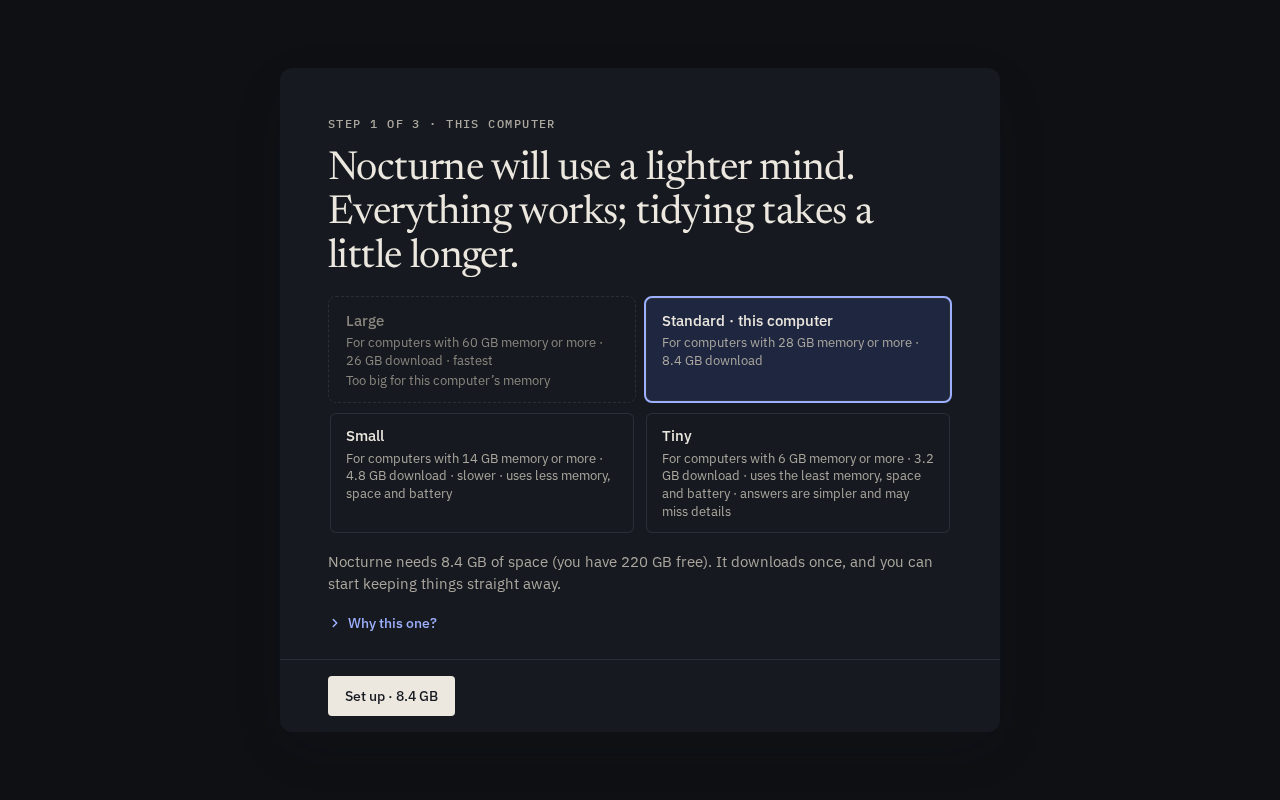 STEP 1 OF 3 · THIS COMPUTER
Nocturne will use a lighter mind.
Everything works; tidying takes a
little longer.
Large
For computers with 60 GB memory or more ·
26 GB download · fastest
Too big for this computer’s memory
Standard · this computer
For computers with 28 GB memory or more ·
8.4 GB download
Small
For computers with 14 GB memory or more ·
4.8 GB download · slower · uses less memory,
space and battery
Tiny
For computers with 6 GB memory or more · 3.2
GB download · uses the least memory, space
and battery · answers are simpler and may
miss details
Nocturne needs 8.4 GB of space (you have 220 GB free). It downloads once, and you can
start keeping things straight away.
Why this one?
Set up · 8.4 GB